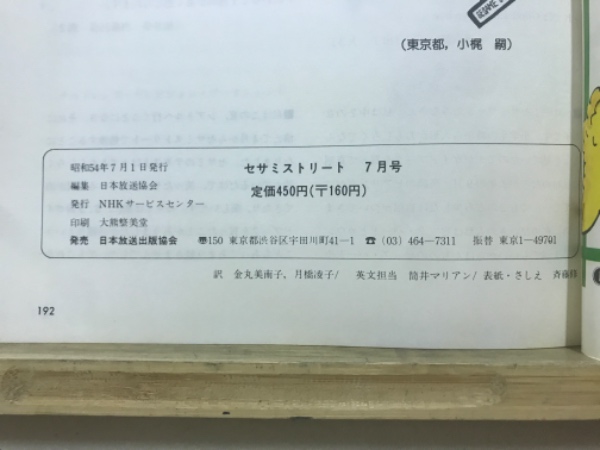 (東京都，小梶　嗣)
昭和54年7月1日発行
セサミストリート　7月号
編集　日本放送協会
定価450円(〒160円)
発行　NHKサービスセンター
印刷　大熊整美堂
発売　日本放送出版協会　〠150 東京都渋谷区宇田川町41−1 ☎(03) 464−7311　振替 東京1−49701
訳　金丸美南子、月橋凌子/　英文担当　筒井マリアン/ 表紙・さしえ　斉藤
192